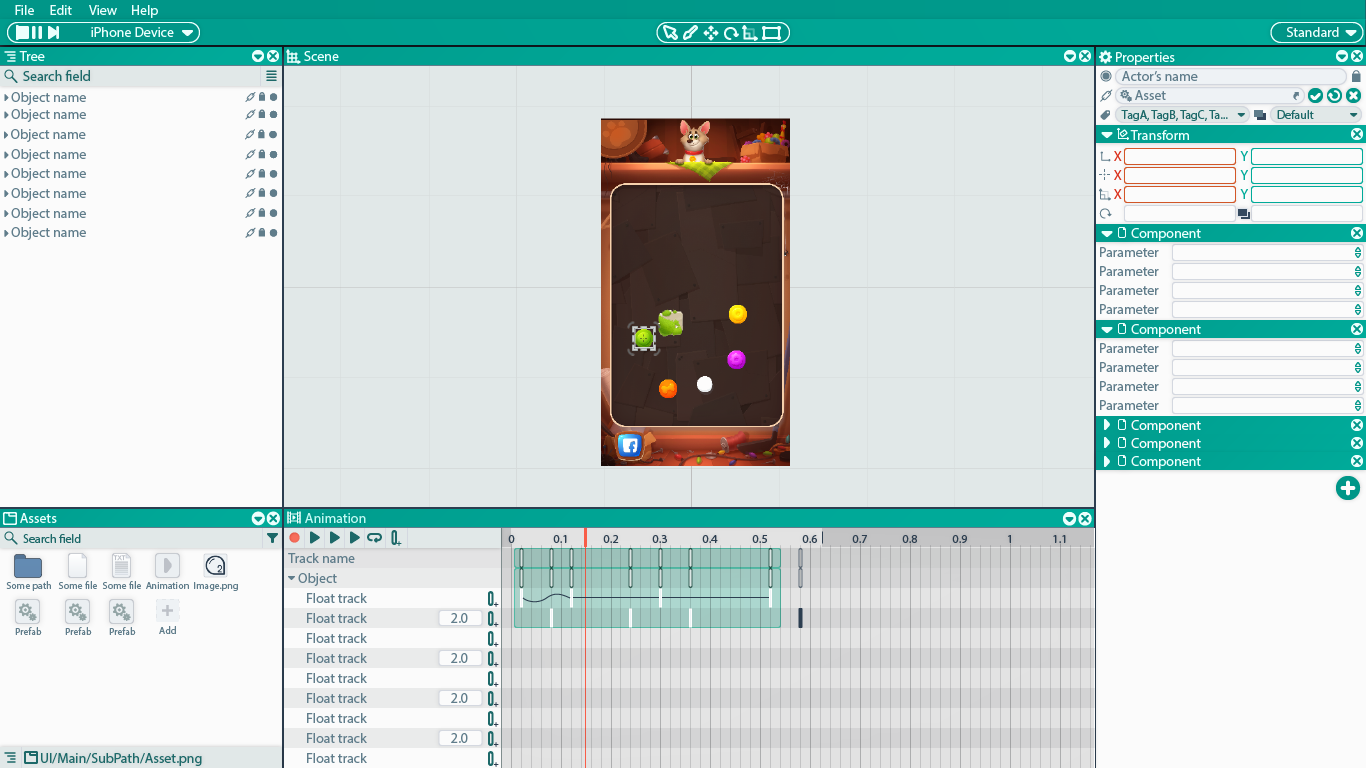 File Edit View Help
iPhone Device
Standard
Tree
Search field
Object name
Object name
Object name
Object name
Object name
Object name
Object name
Object name
Scene
Properties
Actor's name
Asset
TagA, TagB, TagC, Ta... Default
Transform
X Y
X Y
X Y
Component
Parameter
Parameter
Parameter
Parameter
Component
Parameter
Parameter
Parameter
Parameter
Component
Component
Component
Assets
Search field
Some path Some file Some file Animation Image.png
TXT
2
Prefab Prefab Prefab Add
UI/Main/SubPath/Asset.png
Animation
0 0.1 0.2 0.3 0.4 0.5 0.6 0.7 0.8 0.9 1 1.1
Track name
Object
Float track
Float track 2.0
Float track
Float track 2.0
Float track
Float track 2.0
Float track
Float track 2.0
Float track
f